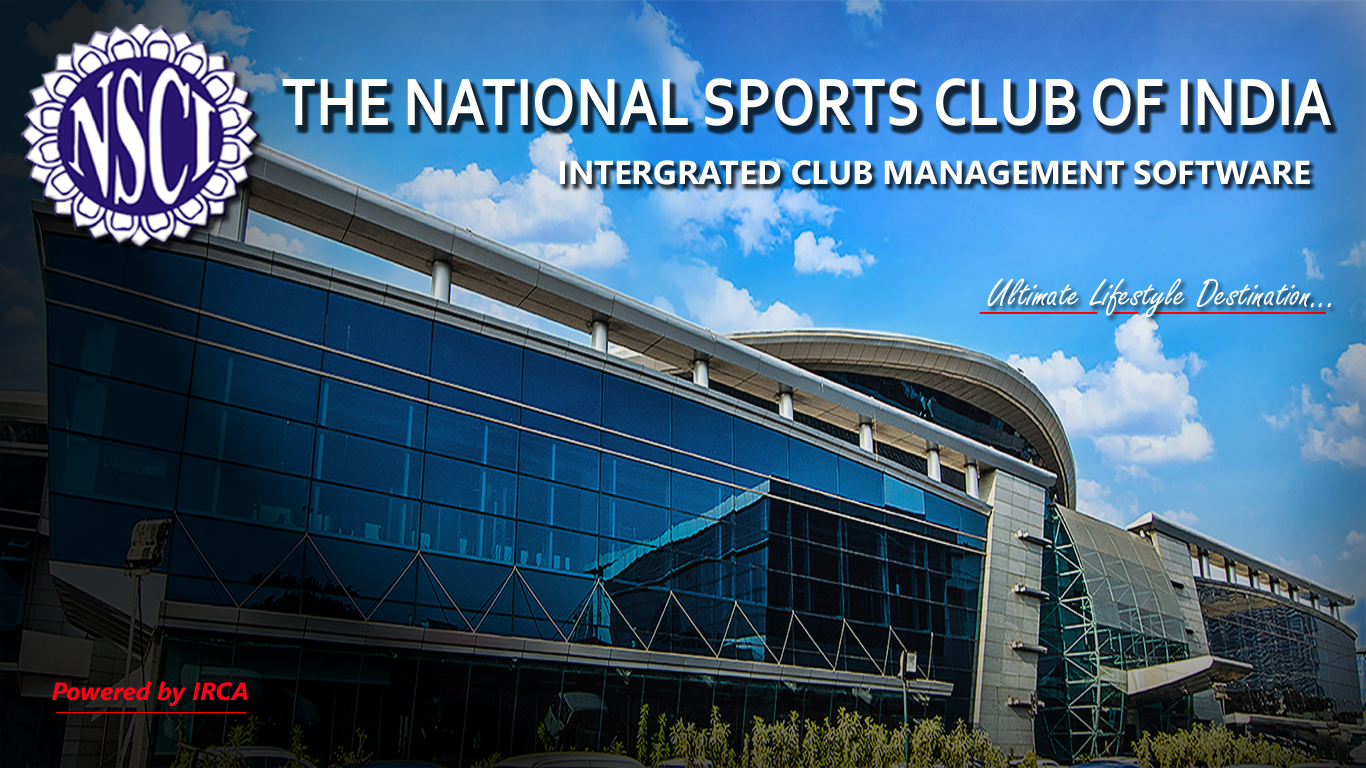 NSCI
THE NATIONAL SPORTS CLUB OF INDIA
INTERGRATED CLUB MANAGEMENT SOFTWARE
Ultimate Lifestyle Destination...
Powered by IRCA